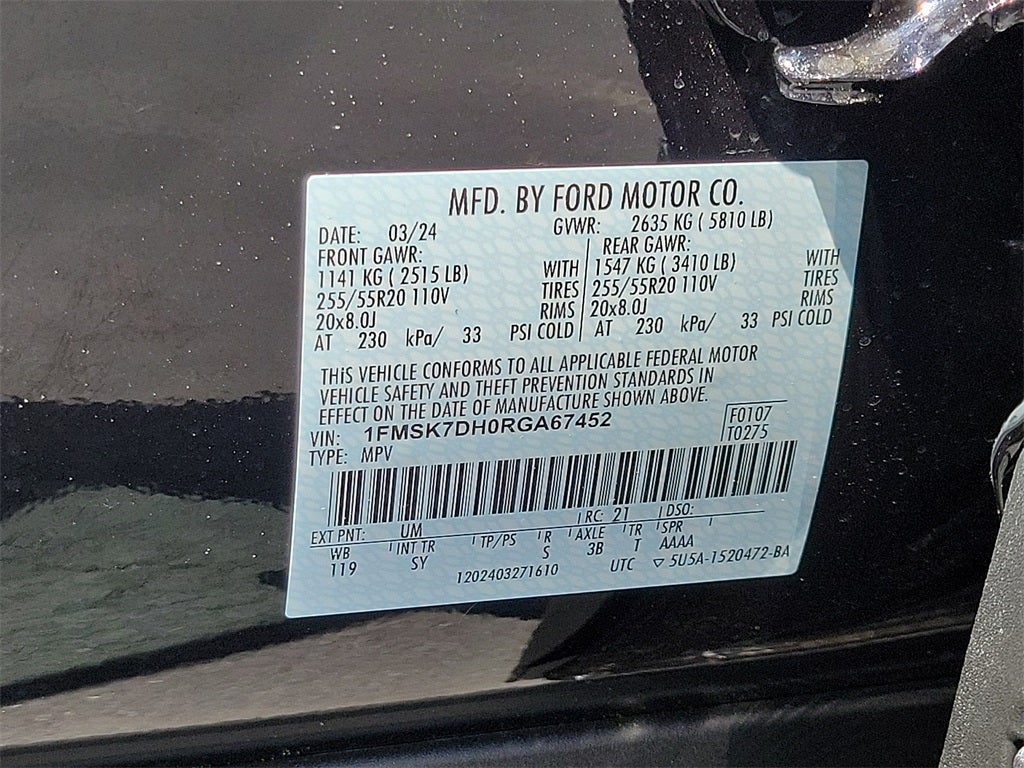 MFD. BY FORD MOTOR CO.
DATE: 03/24 GVWR: 2635 KG ( 5810 LB)
FRONT GAWR: REAR GAWR:
1141 KG ( 2515 LB) WITH 1547 KG ( 3410 LB) WITH
255/55R20 110V TIRES 255/55R20 110V TIRES
20x8.0J RIMS 20x8.0J RIMS
AT 230 kPa/ 33 PSI COLD AT 230 kPa/ 33 PSI COLD
THIS VEHICLE CONFORMS TO ALL APPLICABLE FEDERAL MOTOR
VEHICLE SAFETY AND THEFT PREVENTION STANDARDS IN
EFFECT ON THE DATE OF MANUFACTURE SHOWN ABOVE.
VIN: 1FMSK7DH0RGA67452 F0107
TYPE: MPV T0275
EXT PNT: UM RC: 21 DSO:
WB INT TR TP/PS R AXLE TR SPR
119 SY S 3B T AAAA
1202403271610 UTC ▽ 5U5A-1520472-BA